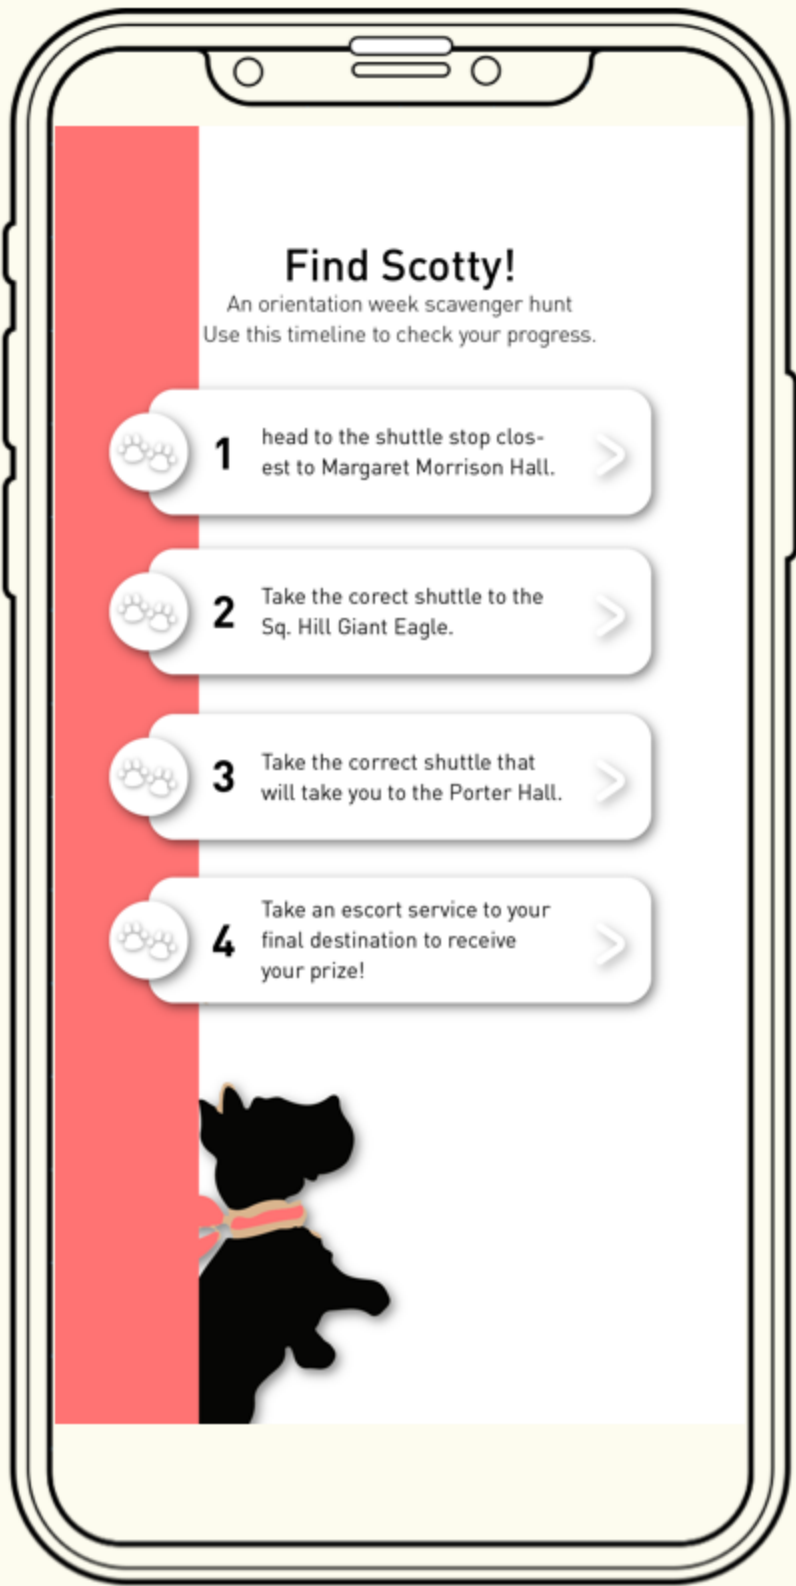 Find Scotty!
An orientation week scavenger hunt
Use this timeline to check your progress.
1
head to the shuttle stop clos-
est to Margaret Morrison Hall.
2
Take the corect shuttle to the
Sq. Hill Giant Eagle.
3
Take the correct shuttle that
will take you to the Porter Hall.
4
Take an escort service to your
final destination to receive
your prize!